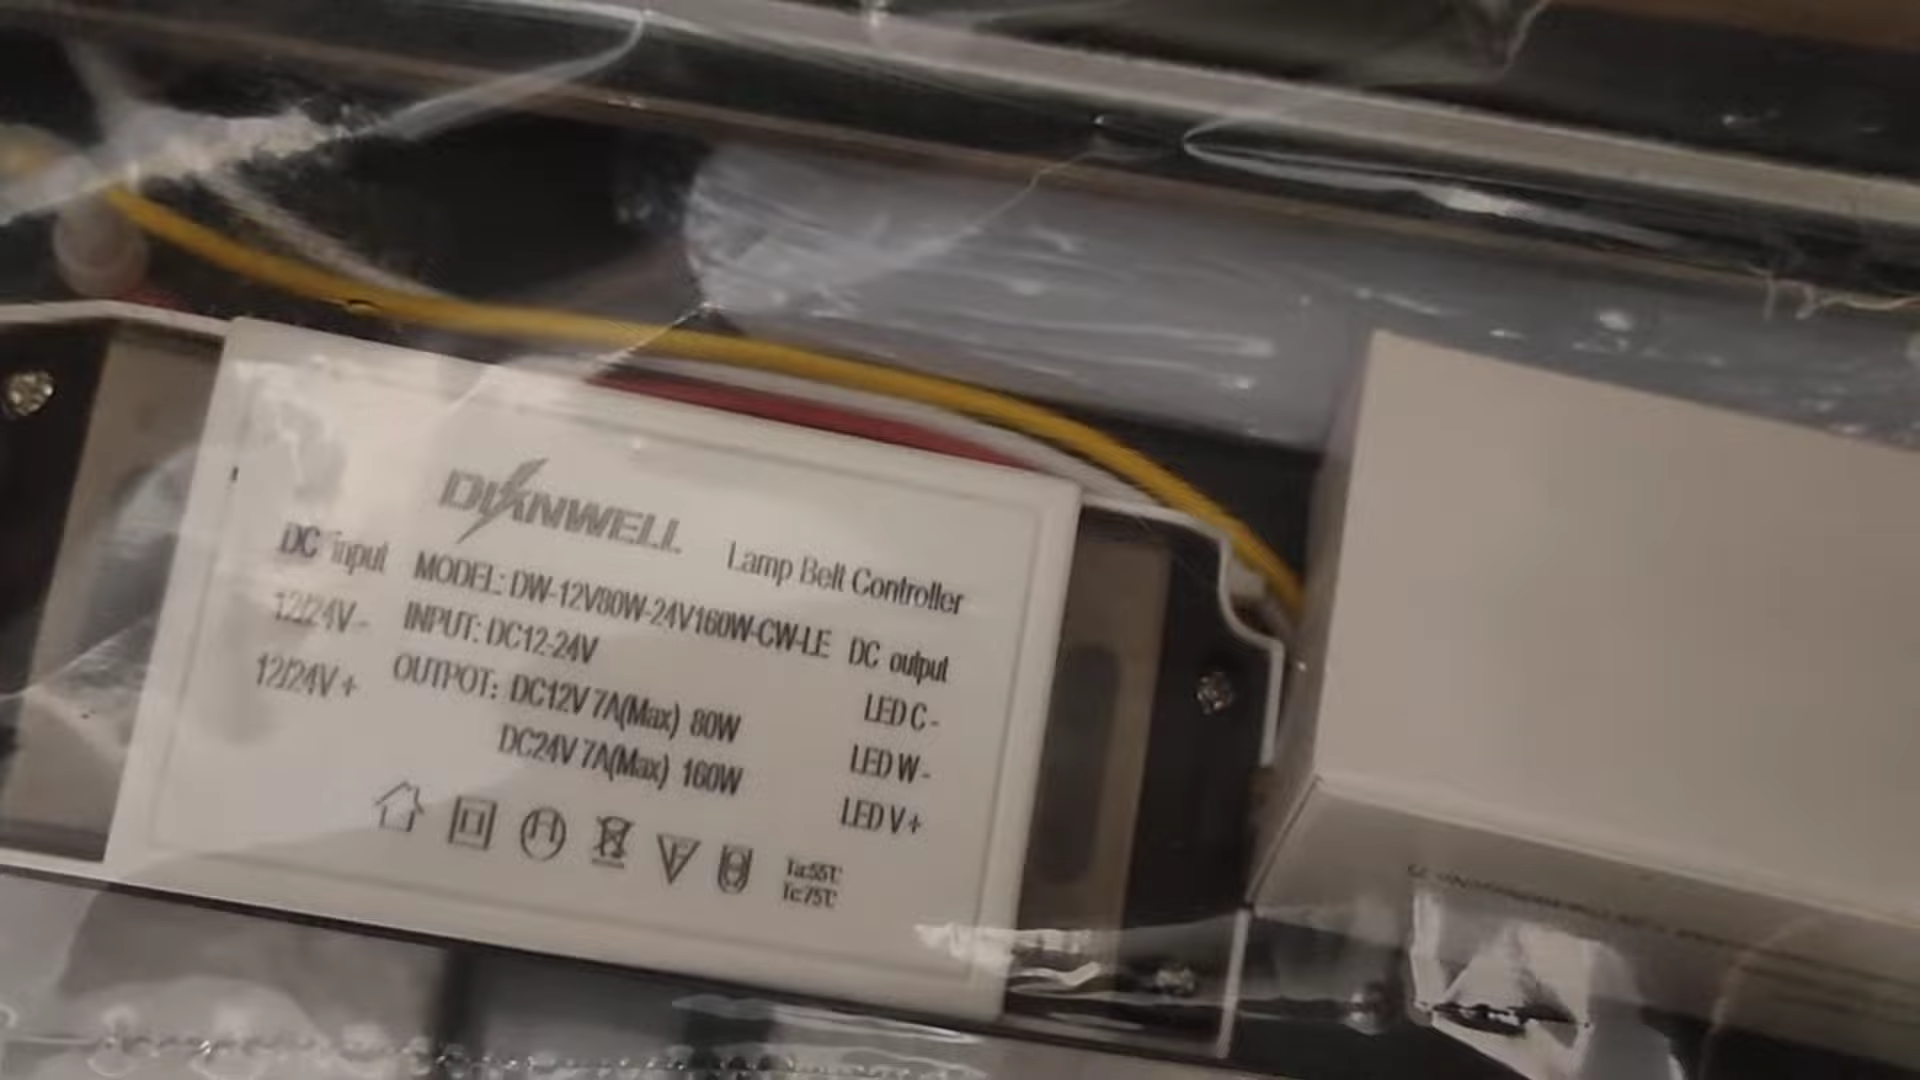 DIANWELL
Lamp Belt Controller
DC input
12/24V-
12/24V+
MODEL: DW-12V80W-24V160W-CW-LE
INPUT: DC12-24V
OUTPOT: DC12V 7A(Max) 80W
DC24V 7A(Max) 160W
DC output
LED C-
LED W-
LED V+
F
Ta:55℃
Tc:75℃